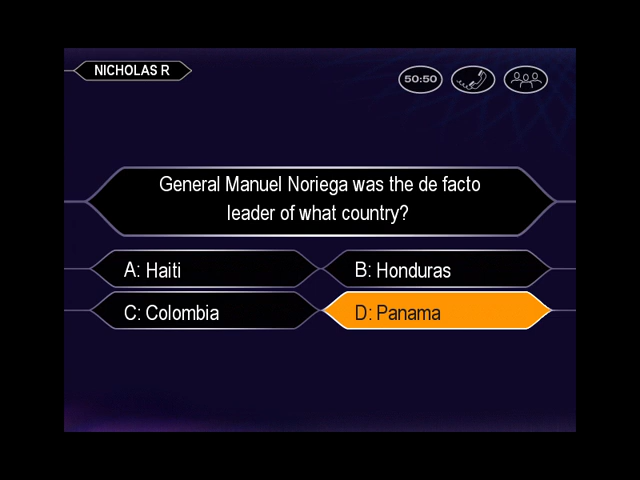 NICHOLAS R
50:50
General Manuel Noriega was the de facto
leader of what country?
A: Haiti
B: Honduras
C: Colombia
D: Panama